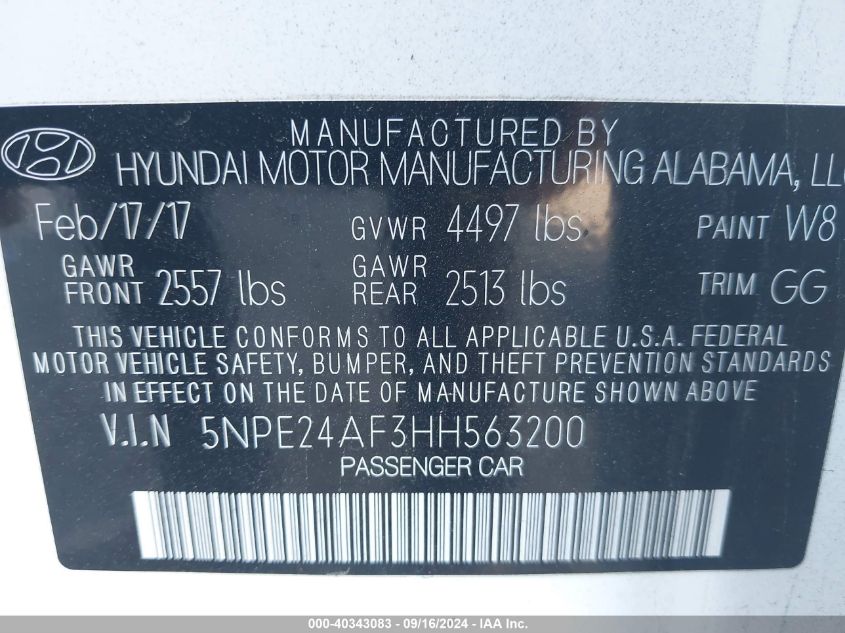 MANUFACTURED BY
HYUNDAI MOTOR MANUFACTURING ALABAMA, LLC
Feb/17/17 GVWR 4497 lbs PAINT W8
GAWR FRONT 2557 lbs GAWR REAR 2513 lbs TRIM GG
THIS VEHICLE CONFORMS TO ALL APPLICABLE U.S.A. FEDERAL
MOTOR VEHICLE SAFETY, BUMPER, AND THEFT PREVENTION STANDARDS
IN EFFECT ON THE DATE OF MANUFACTURE SHOWN ABOVE
V.I.N 5NPE24AF3HH563200
PASSENGER CAR
000-40343083 - 09/16/2024 - IAA Inc.